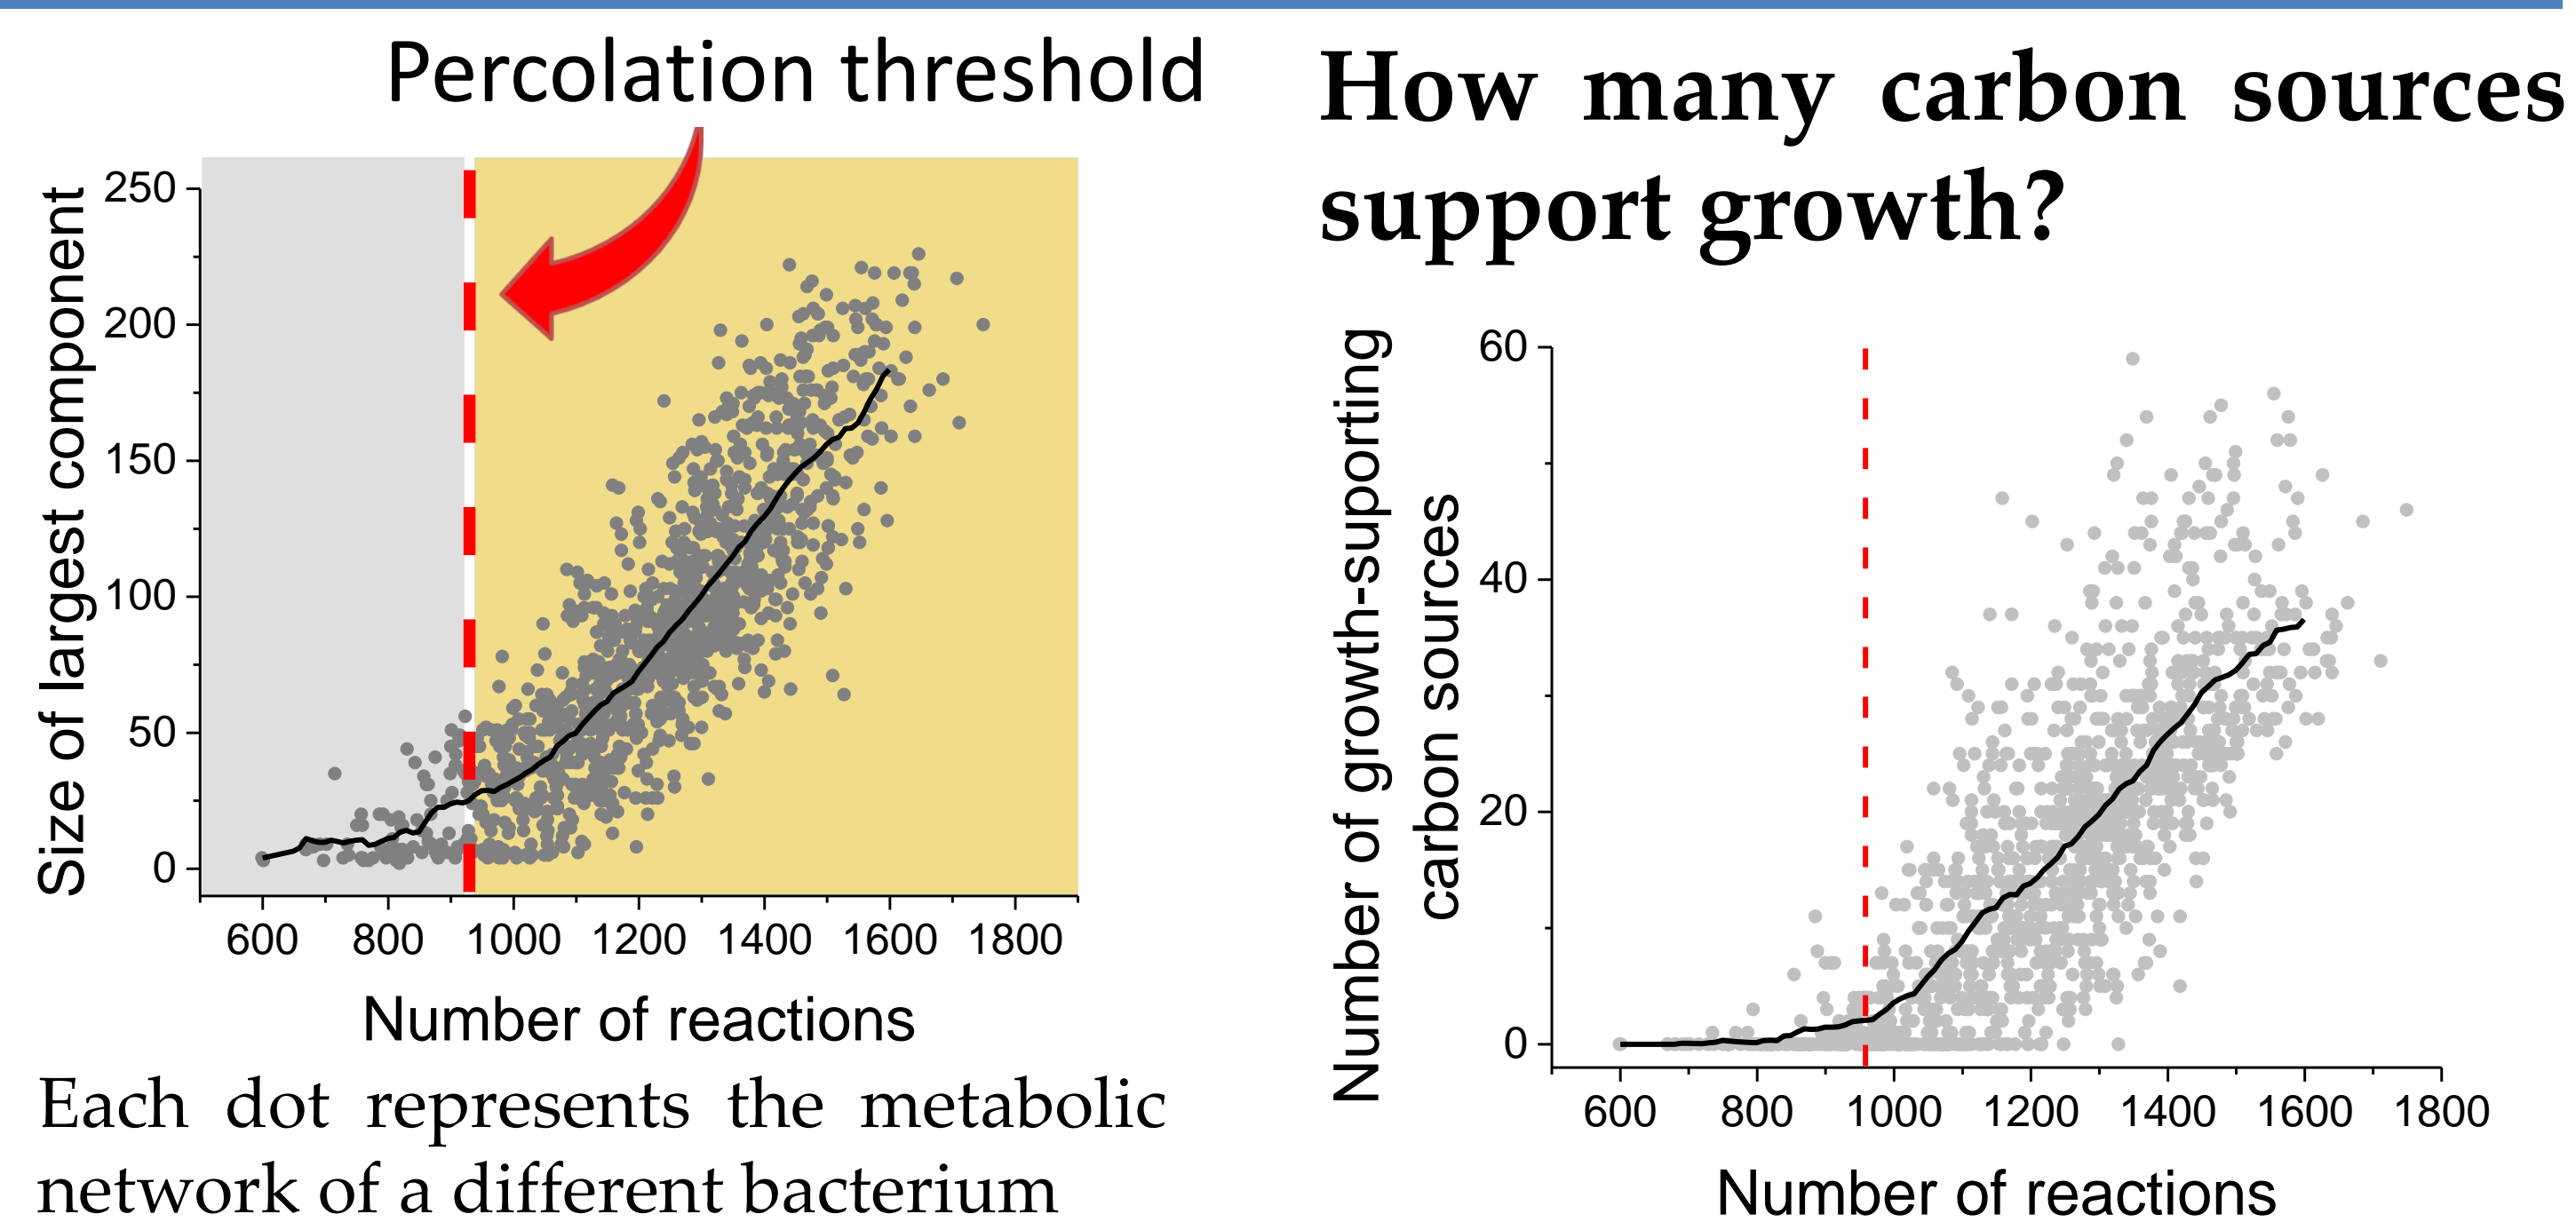 Percolation threshold
Size of largest component
250
200
150
100
50
0
600 800 1000 1200 1400 1600 1800
Number of reactions
Each dot represents the metabolic
network of a different bacterium
How many carbon sources
support growth?
Number of growth-supporting
carbon sources
60
40
20
0
600 800 1000 1200 1400 1600 1800
Number of reactions